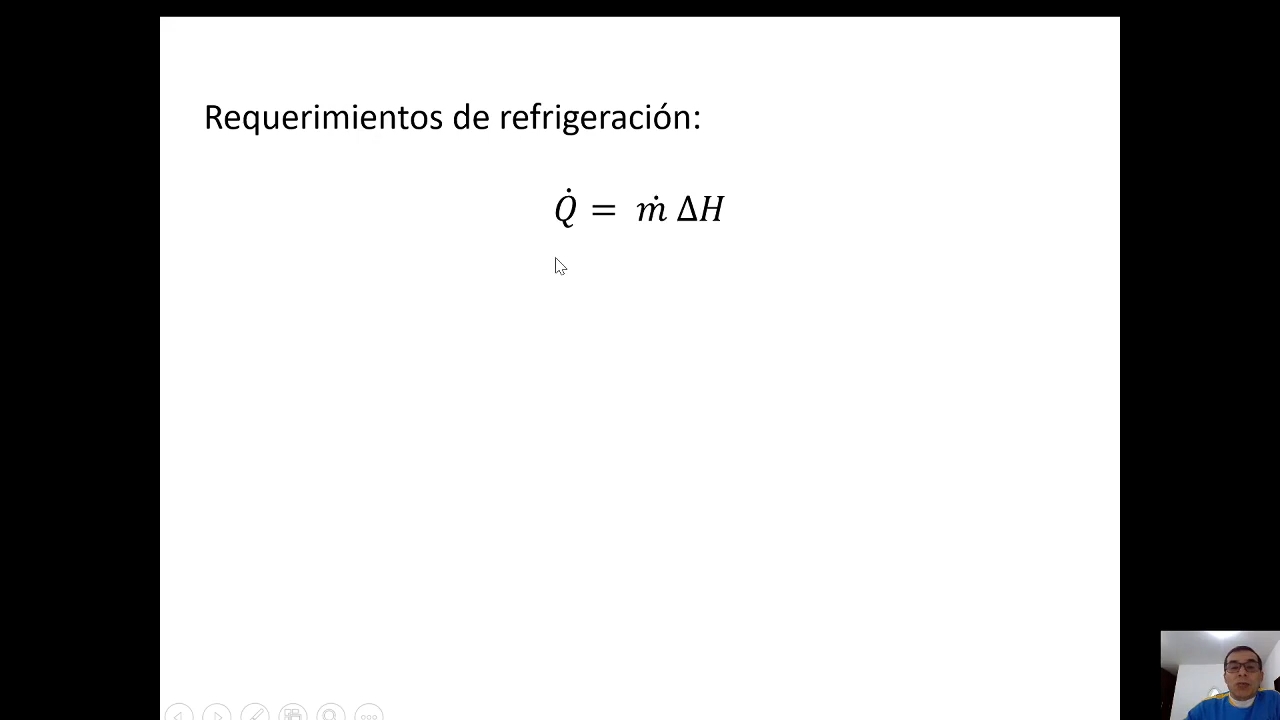 Requerimientos de refrigeración:
Q̇ = ṁ ΔH